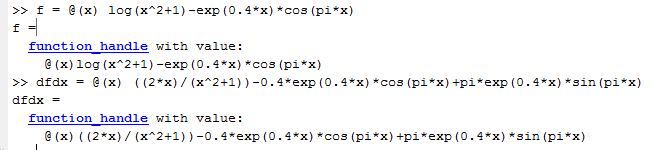 >> f = @(x) log(x^2+1)-exp(0.4*x)*cos(pi*x)
f =
function_handle with value:
@(x)log(x^2+1)-exp(0.4*x)*cos(pi*x)
>> dfdx = @(x) ((2*x)/(x^2+1))-0.4*exp(0.4*x)*cos(pi*x)+pi*exp(0.4*x)*sin(pi*x)
dfdx =
function_handle with value:
@(x)((2*x)/(x^2+1))-0.4*exp(0.4*x)*cos(pi*x)+pi*exp(0.4*x)*sin(pi*x)